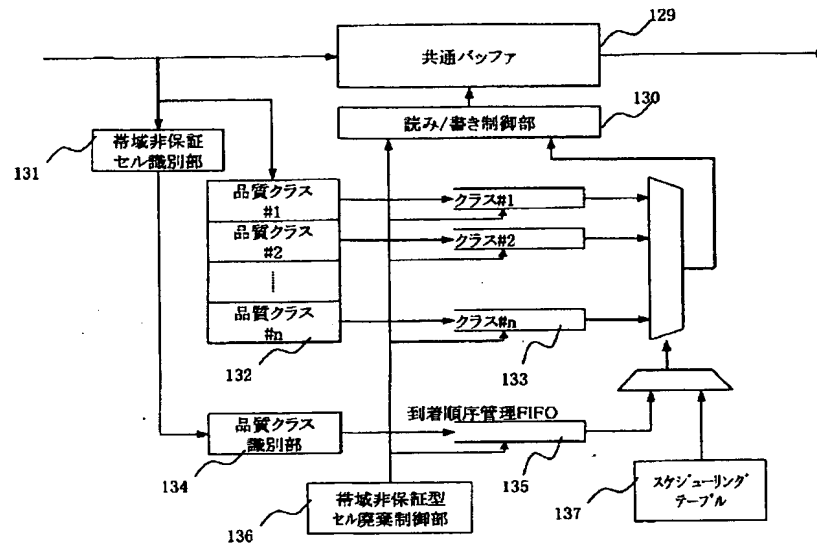 129
共通バッファ
130
読み/書き制御部
帯域非保証
セル識別部
131
品質クラス
#1
クラス#1
品質クラス
#2
クラス#2
品質クラス
#n
クラス#n
132
133
到着順序管理FIFO
品質クラス
識別部
134
135
帯域非保証型
セル廃棄制御部
136
137
スケジューリング
テーブル